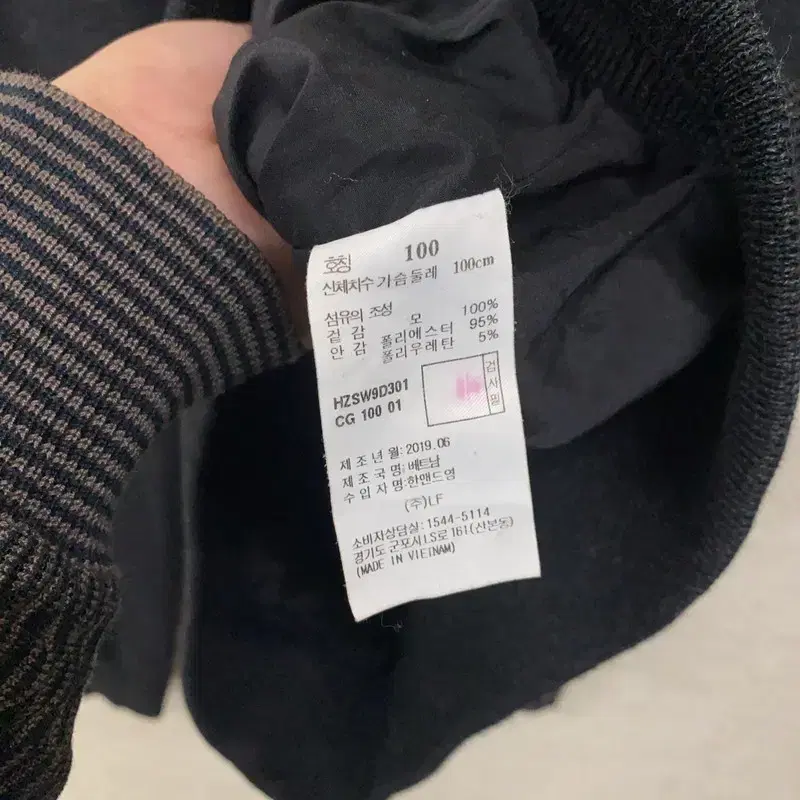 호칭 100
신체치수 가슴둘레 100cm
섬유의 조성
겉감 모 100%
안감 폴리에스터 95%
폴리우레탄 5%
HZSW9D301
CG 100 01
검사필
제조년월:2019.06
제조국명:베트남
수입자명:한맨드영
(주)LF
소비자상담실:1544-5114
경기도 군포시LS로 161(산본동)
(MADE IN VIETNAM)